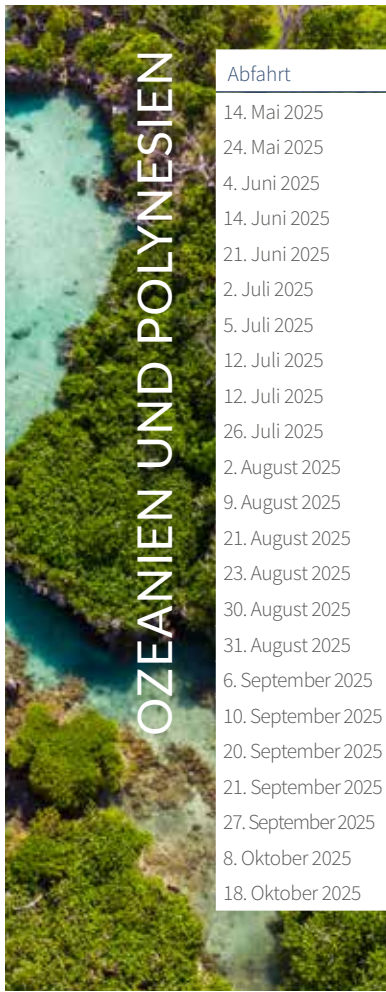 OZEANIEN UND POLYNESIEN
Abfahrt
14. Mai 2025
24. Mai 2025
4. Juni 2025
14. Juni 2025
21. Juni 2025
2. Juli 2025
5. Juli 2025
12. Juli 2025
12. Juli 2025
26. Juli 2025
2. August 2025
9. August 2025
21. August 2025
23. August 2025
30. August 2025
31. August 2025
6. September 2025
10. September 2025
20. September 2025
21. September 2025
27. September 2025
8. Oktober 2025
18. Oktober 2025